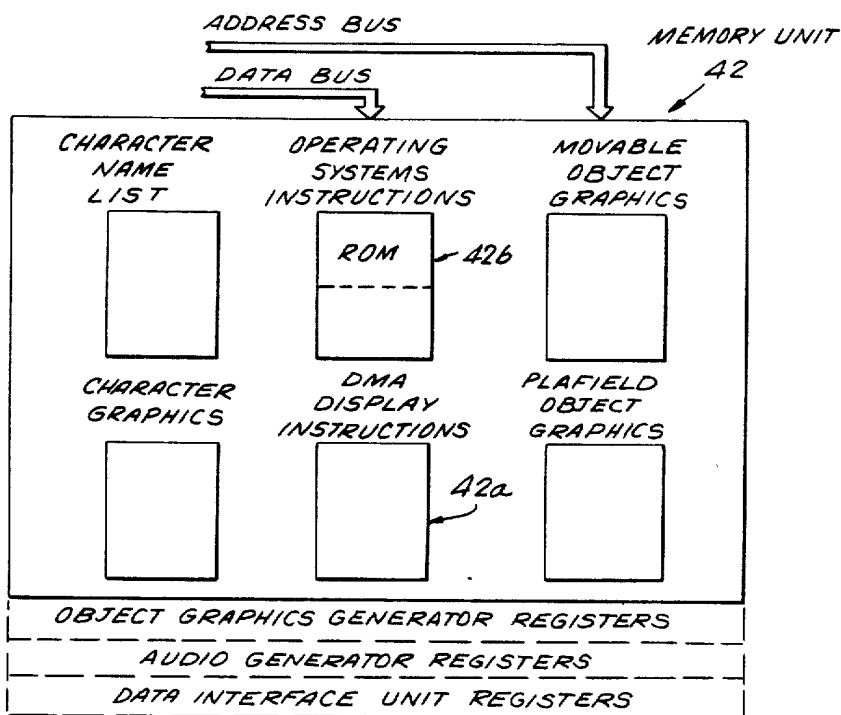 ADDRESS BUS
MEMORY UNIT
42
DATA BUS
CHARACTER
NAME
LIST
OPERATING
SYSTEMS
INSTRUCTIONS
MOVABLE
OBJECT
GRAPHICS
ROM
42b
CHARACTER
GRAPHICS
DMA
DISPLAY
INSTRUCTIONS
PLAFIELD
OBJECT
GRAPHICS
42a
OBJECT GRAPHICS GENERATOR REGISTERS
AUDIO GENERATOR REGISTERS
DATA INTERFACE UNIT REGISTERS